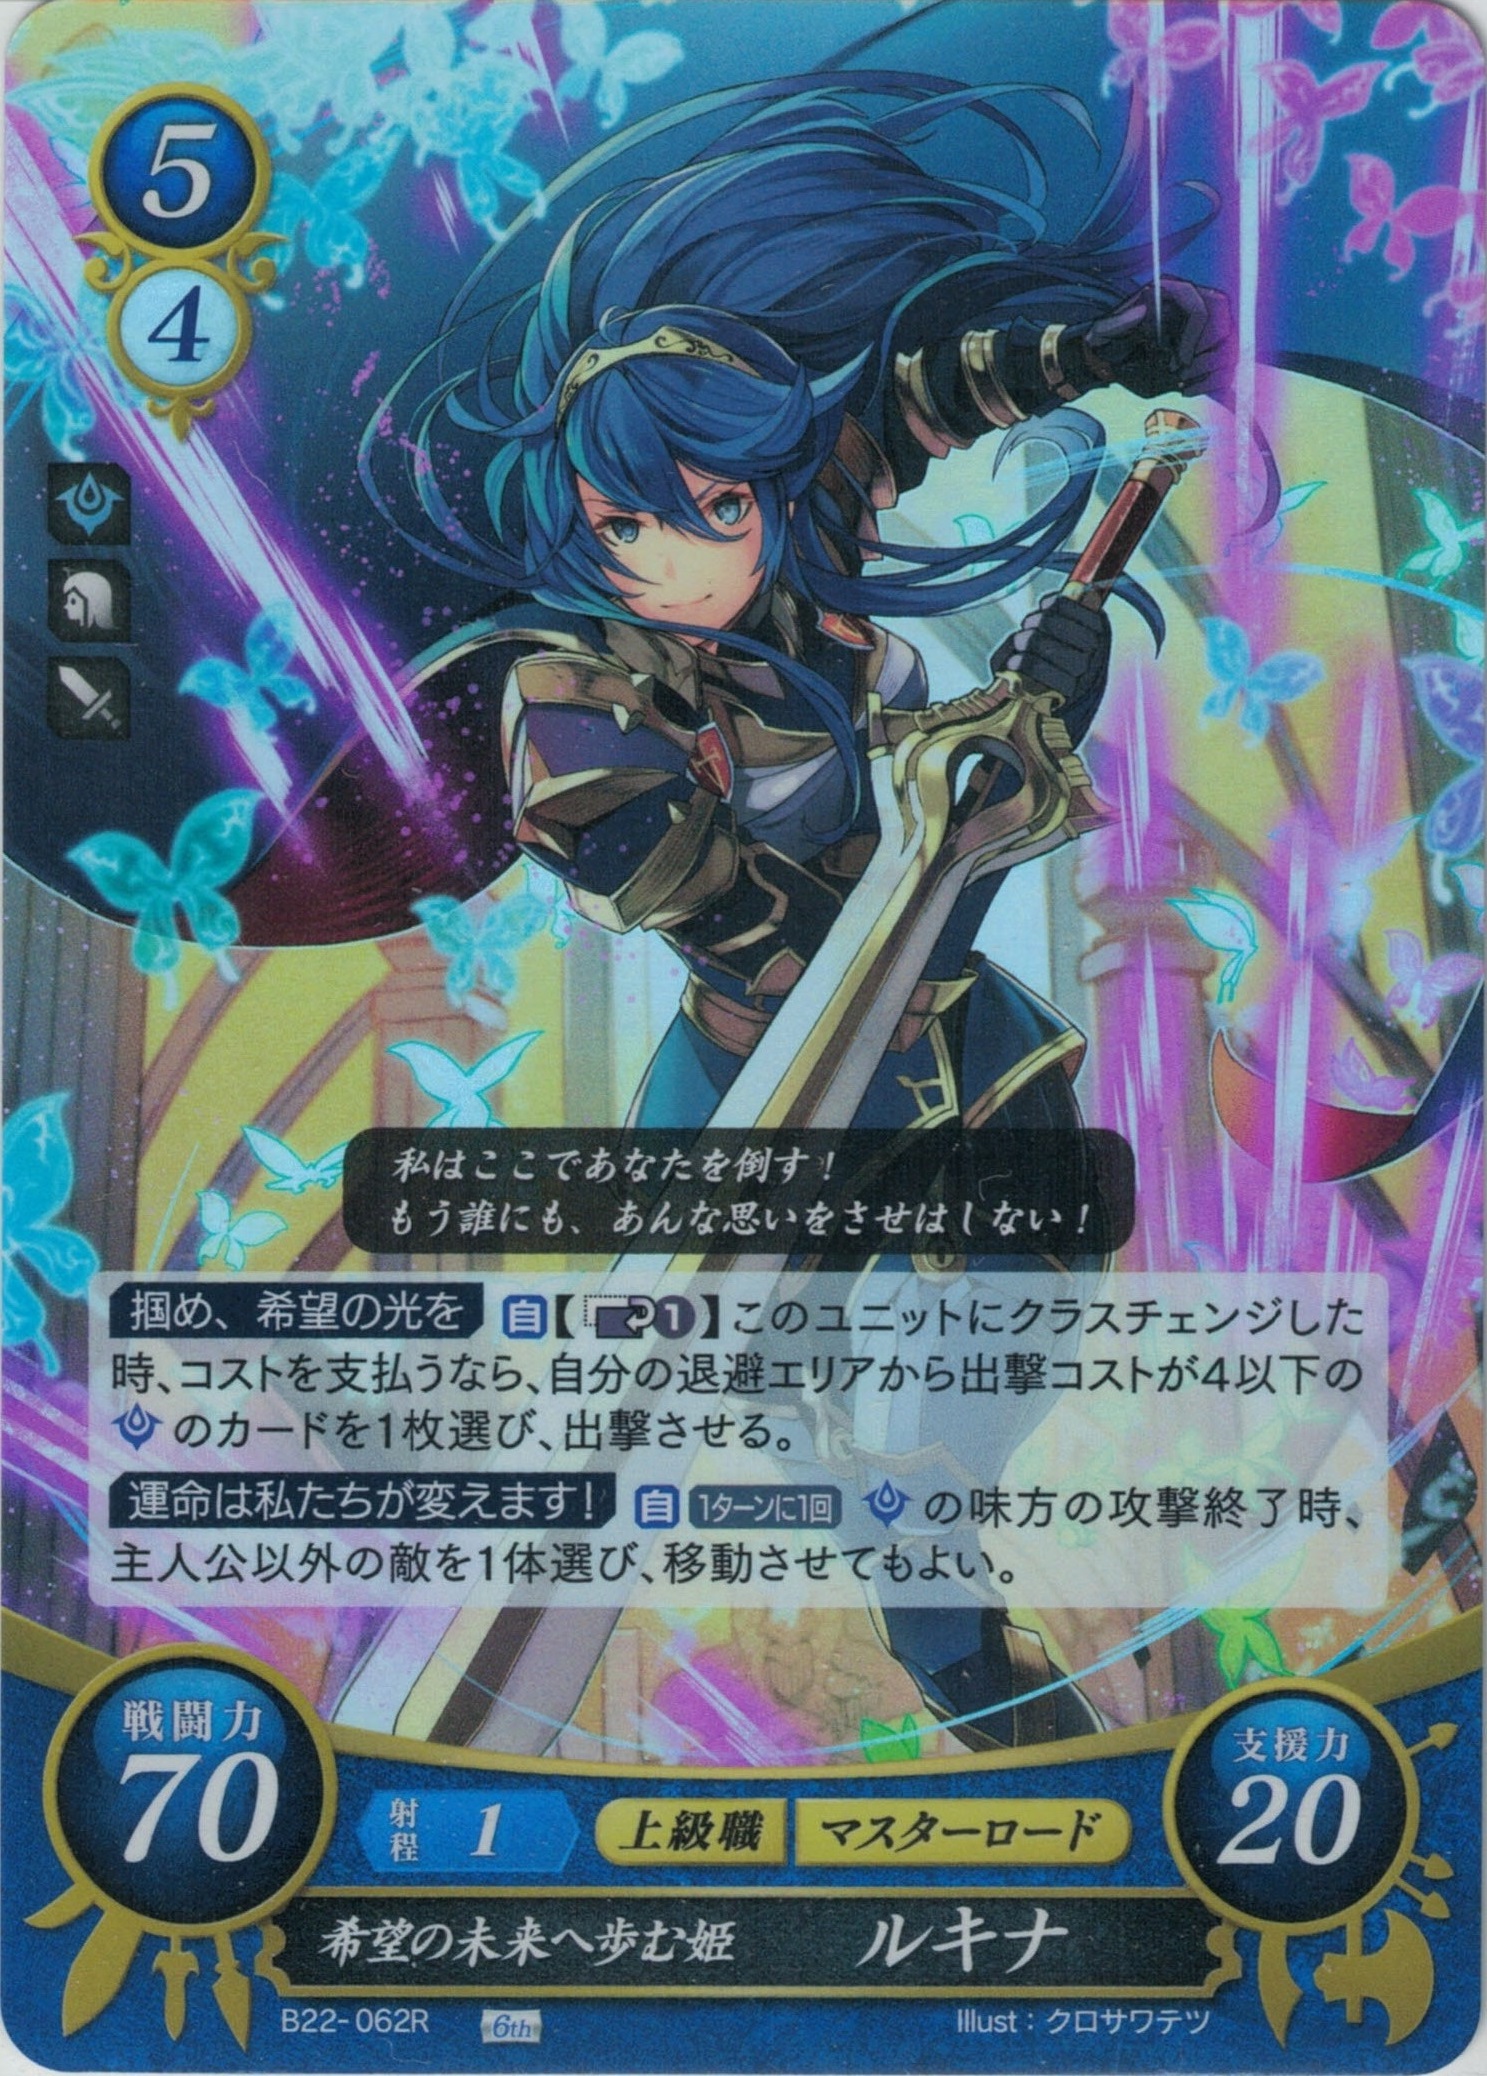 5
4
私はここであなたを倒す!
もう誰にも、あんな思いをさせはしない!
掴め、希望の光を 自【1】このユニットにクラスチェンジした
時、コストを支払うなら、自分の退避エリアから出撃コストが4以下の
のカードを1枚選び、出撃させる。
運命は私たちが変えます! 自 1ターンに1回 の味方の攻撃終了時、
主人公以外の敵を1体選び、移動させてもよい。
戦闘力
70
射程 1
上級職 マスターロード
支援力
20
希望の未来へ歩む姫 ルキナ
B22-062R 6th Illust:クロサワテツ